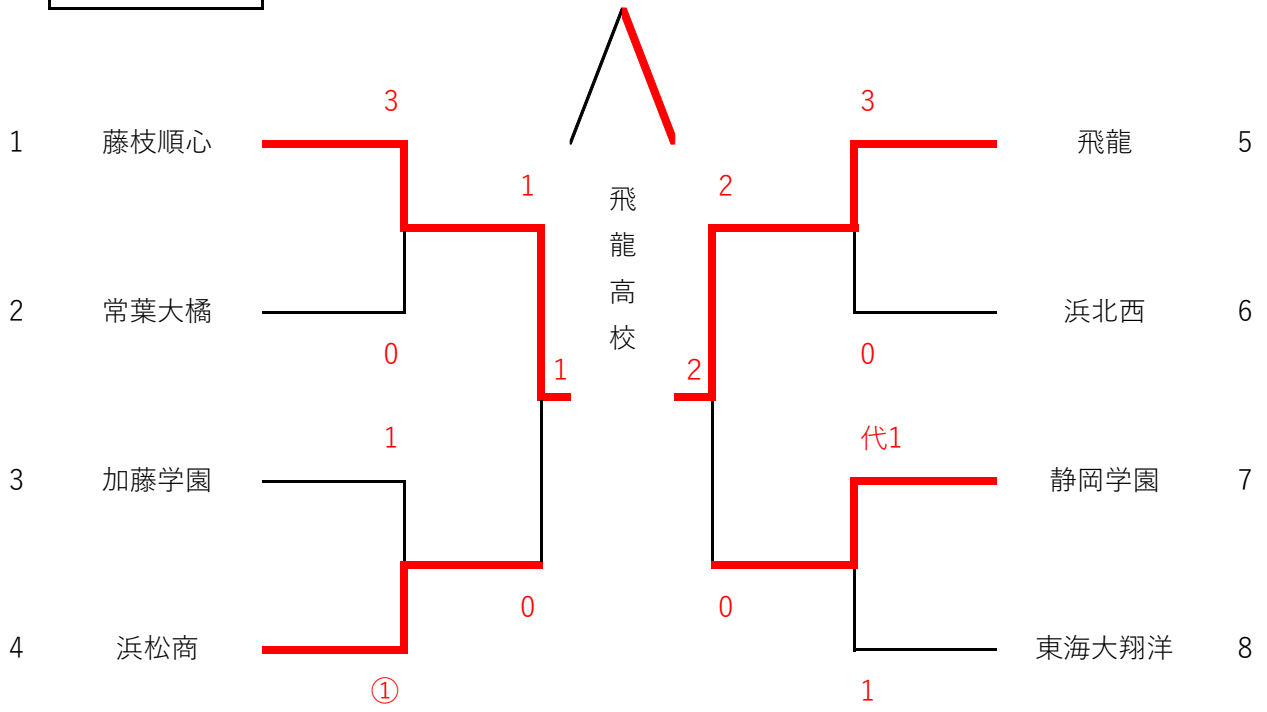 3 3
1 藤枝順心 飛龍 5
1 飛龍高校 2
2 常葉大橘 浜北西 6
0 0
1 2
1 代1
3 加藤学園 静岡学園 7
0 0
4 浜松商 東海大翔洋 8
① 1